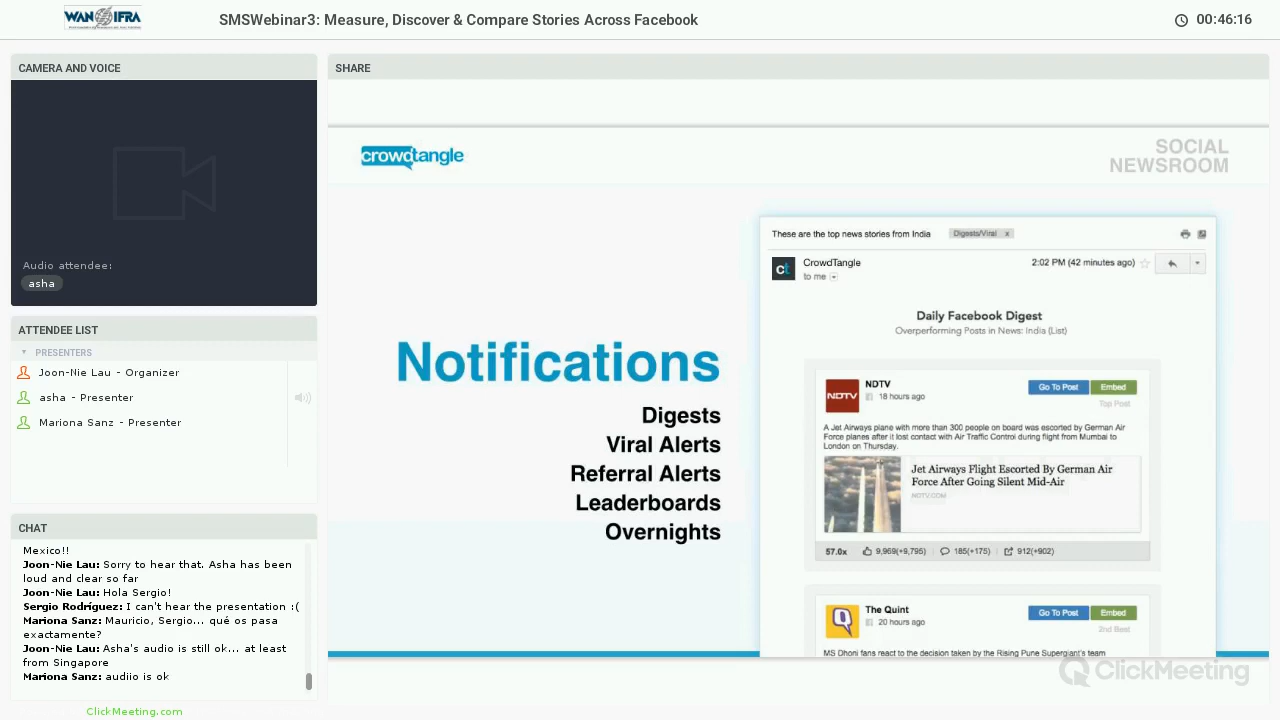 WAN IFRA
SMSWebinar3: Measure, Discover & Compare Stories Across Facebook
00:46:16
CAMERA AND VOICE
Audio attendee:
asha
ATTENDEE LIST
PRESENTERS
Joon-Nie Lau - Organizer
asha - Presenter
Mariona Sanz - Presenter
CHAT
Mexico!!
Joon-Nie Lau: Sorry to hear that. Asha has been
loud and clear so far
Joon-Nie Lau: Hola Sergio!
Sergio Rodríguez: I can't hear the presentation :(
Mariona Sanz: Mauricio, Sergio... qué os pasa
exactamente?
Joon-Nie Lau: Asha's audio is still ok... at least
from Singapore
Mariona Sanz: audiio is ok
ClickMeeting.com
SHARE
crowdtangle
SOCIAL
NEWSROOM
Notifications
Digests
Viral Alerts
Referral Alerts
Leaderboards
Overnights
These are the top news stories from India
Digests/Viral x
ct
CrowdTangle
2:02 PM (42 minutes ago)
to me
Daily Facebook Digest
Overperforming Posts in News: India (List)
NDTV
NDTV
18 hours ago
Go To Post
Embed
Top Post
A Jet Airways plane with more than 300 people on board was escorted by German Air
Force planes after it lost contact with Air Traffic Control during flight from Mumbai to
London on Thursday.
Jet Airways Flight Escorted By German Air
Force After Going Silent Mid-Air
NDTV.COM
57.0x 9,969(+9,795) 185(+175) 912(+902)
Q
The Quint
20 hours ago
Go To Post
Embed
2nd Best
MS Dhoni fans react to the decision taken by the Rising Pune Supergiant's team
ClickMeeting